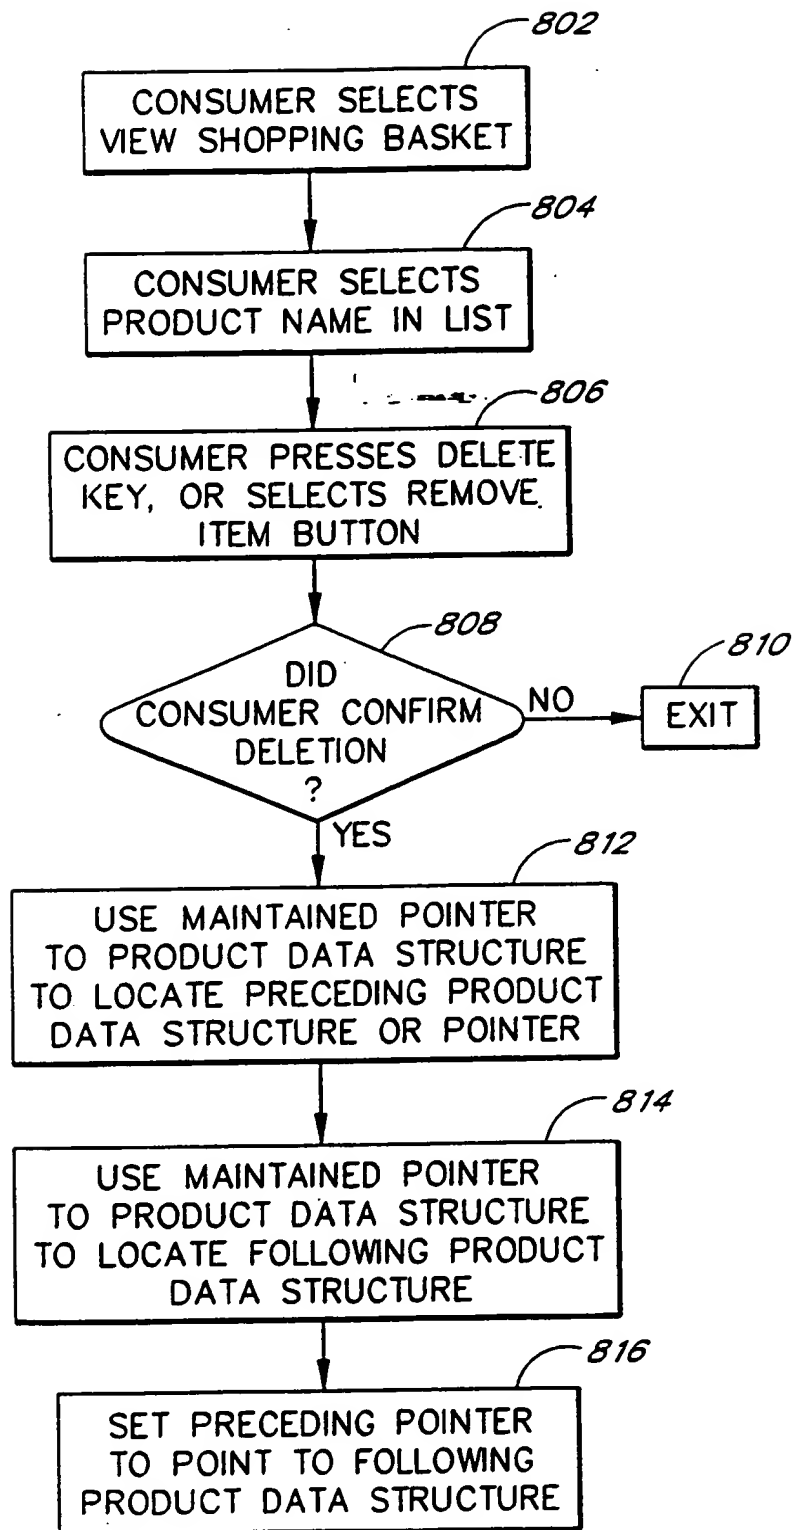 802
CONSUMER SELECTS
VIEW SHOPPING BASKET
804
CONSUMER SELECTS
PRODUCT NAME IN LIST
806
CONSUMER PRESSES DELETE
KEY, OR SELECTS REMOVE
ITEM BUTTON
808
DID
CONSUMER CONFIRM
DELETION
?
NO
810
EXIT
YES
812
USE MAINTAINED POINTER
TO PRODUCT DATA STRUCTURE
TO LOCATE PRECEDING PRODUCT
DATA STRUCTURE OR POINTER
814
USE MAINTAINED POINTER
TO PRODUCT DATA STRUCTURE
TO LOCATE FOLLOWING PRODUCT
DATA STRUCTURE
816
SET PRECEDING POINTER
TO POINT TO FOLLOWING
PRODUCT DATA STRUCTURE